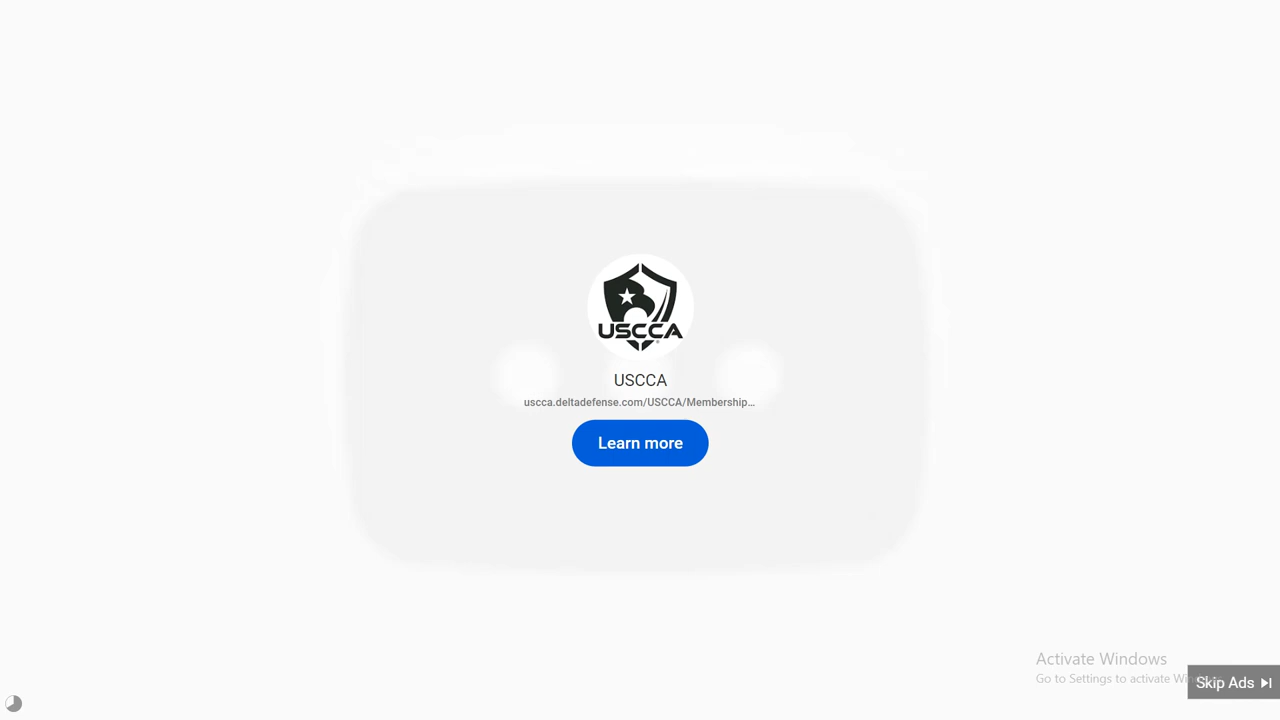 USCCA
USCCA
uscca.deltadefense.com/USCCA/Membership...
Learn more
Activate Windows
Go to Settings to activate
Skip Ads